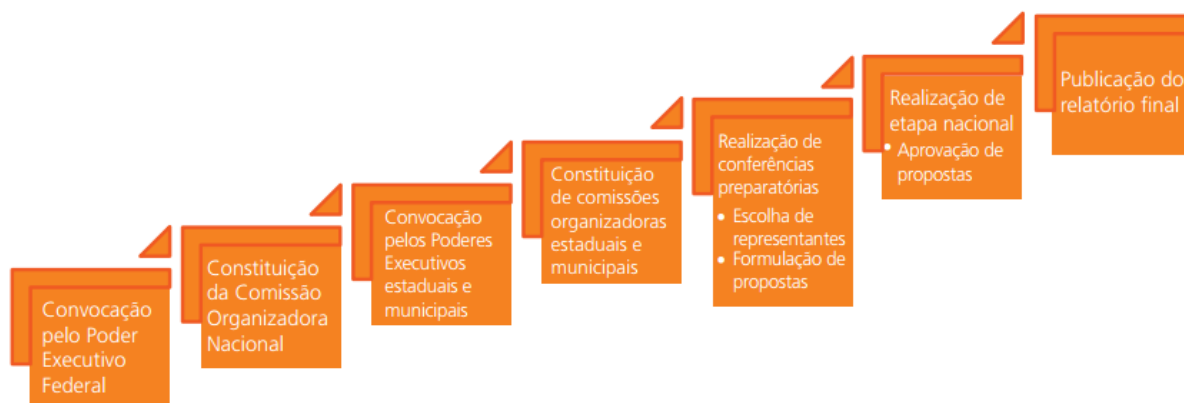 Convocação
pelo Poder
Executivo
Federal
Constituição
da Comissão
Organizadora
Nacional
Convocação
pelos Poderes
Executivos
estaduais e
municipais
Constituição
de comissões
organizadoras
estaduais e
municipais
Realização de
conferências
preparatórias
• Escolha de
representantes
• Formulação de
propostas
Realização de
etapa nacional
• Aprovação de
propostas
Publicação do
relatório final